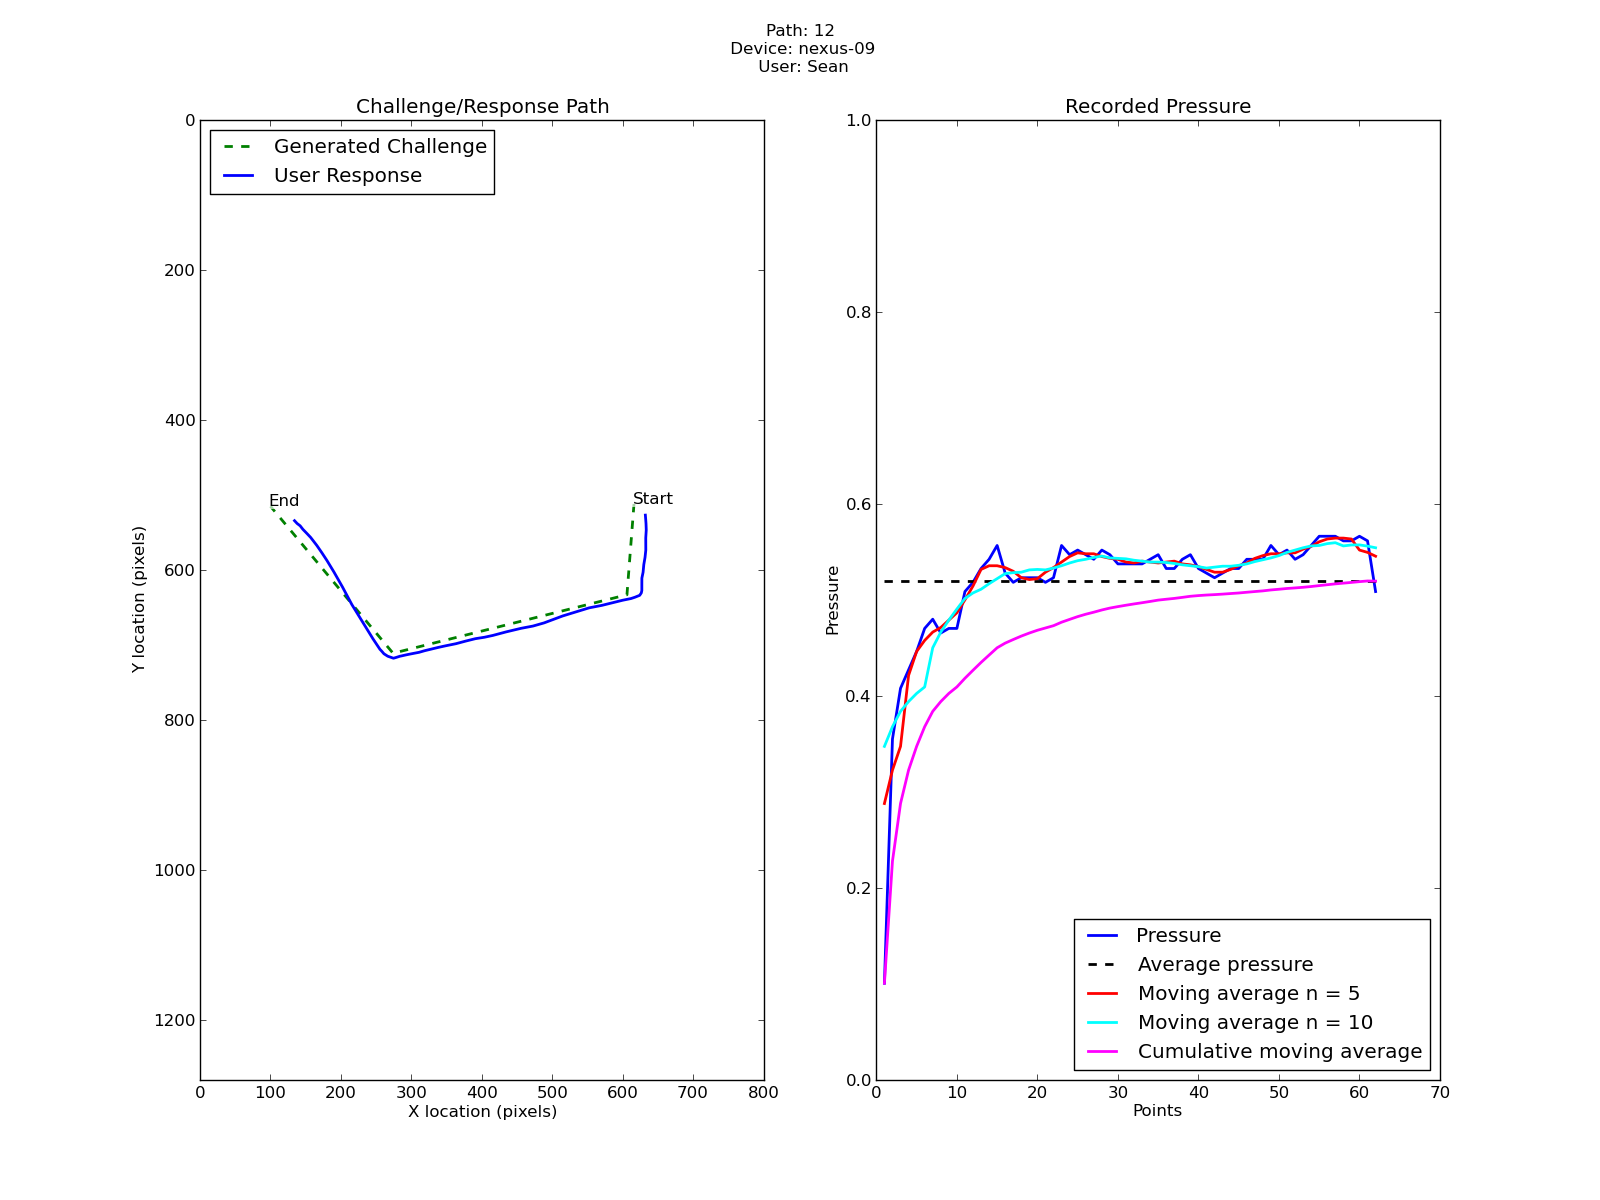 Path: 12
Device: nexus-09
User: Sean
Challenge/Response Path
Generated Challenge
User Response
End
Start
0
200
400
600
800
1000
1200
Y location (pixels)
0 100 200 300 400 500 600 700 800
X location (pixels)
Recorded Pressure
1.0
0.8
0.6
0.4
0.2
0.0
Pressure
Pressure
Average pressure
Moving average n = 5
Moving average n = 10
Cumulative moving average
0 10 20 30 40 50 60 70
Points